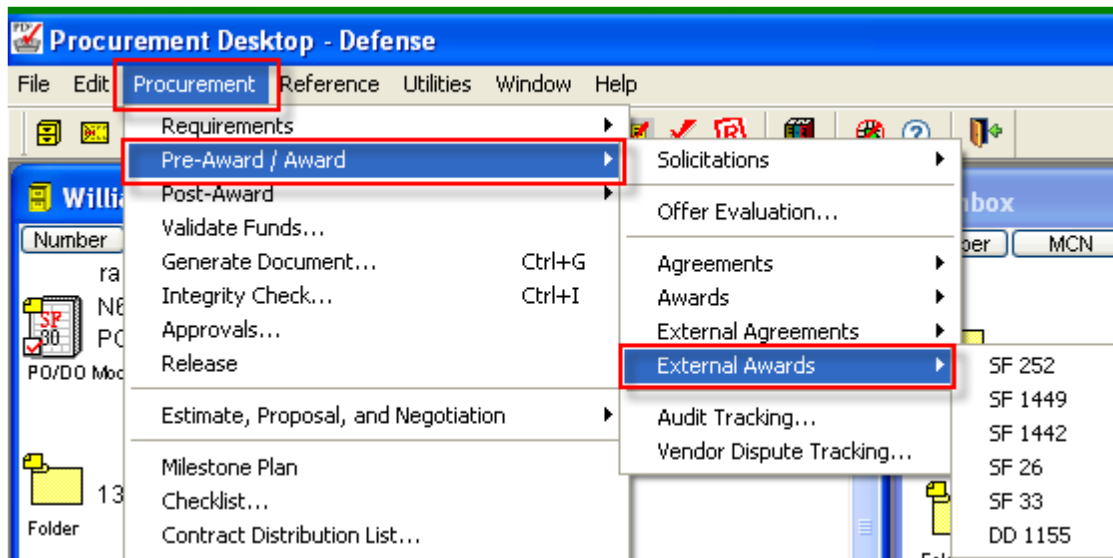 Procurement Desktop - Defense
File Edit Procurement Reference Utilities Window Help
Requirements
Pre-Award / Award
Post-Award
Validate Funds...
Generate Document... Ctrl+G
Integrity Check... Ctrl+I
Approvals...
Release
Estimate, Proposal, and Negotiation
Milestone Plan
Checklist...
Contract Distribution List...
Solicitations
Offer Evaluation...
Agreements
Awards
External Agreements
External Awards
Audit Tracking...
Vendor Dispute Tracking...
SF 252
SF 1449
SF 1442
SF 26
SF 33
DD 1155
Number
SF
30
PO/DO Mod
13
Folder
MCN